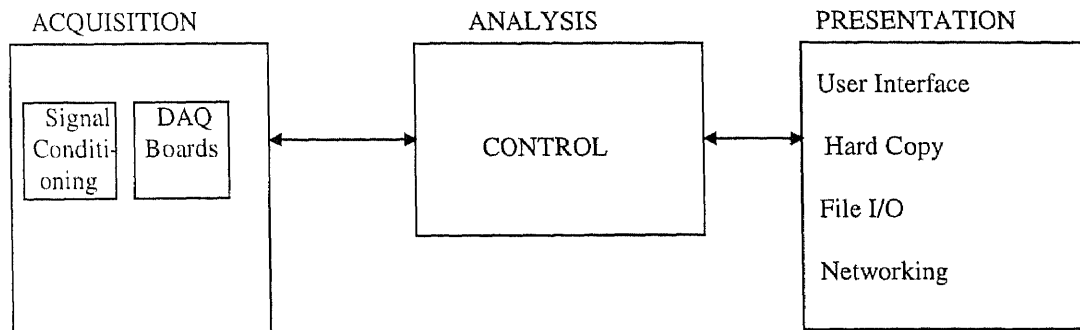 ACQUISITION
Signal
Conditi-
oning
DAQ
Boards
ANALYSIS
CONTROL
PRESENTATION
User Interface
Hard Copy
File I/O
Networking